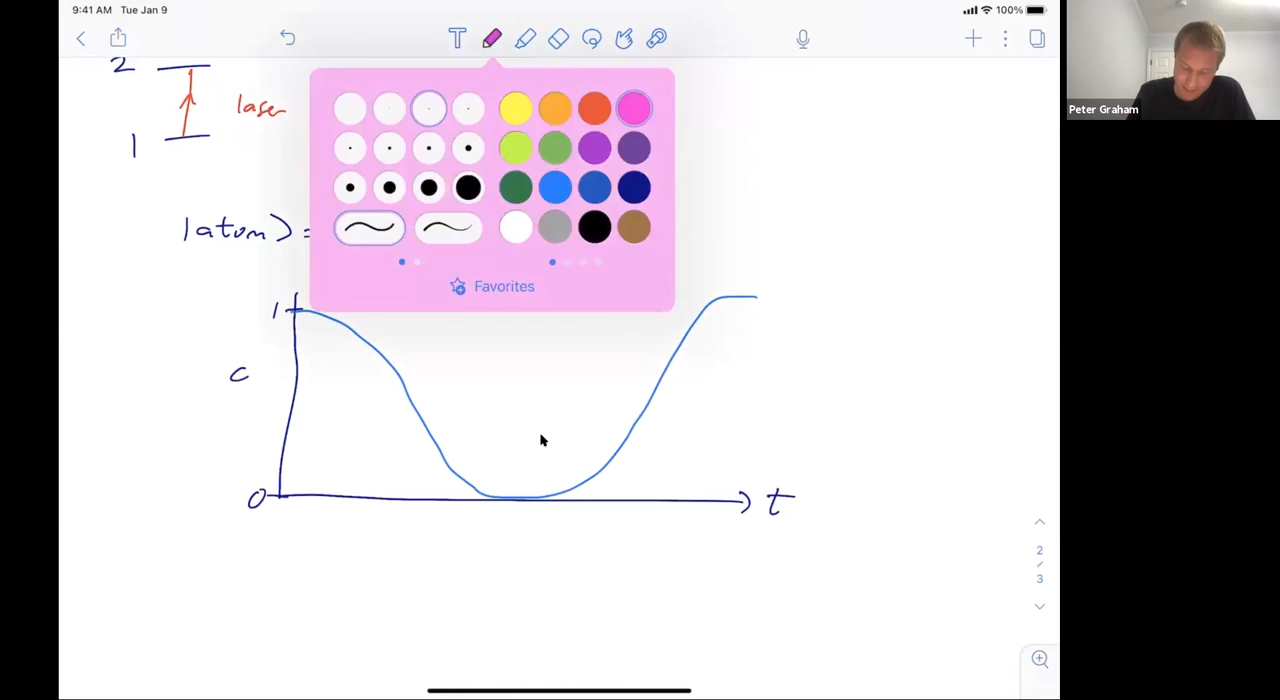 9:41 AM Tue Jan 9
100%
T
Peter Graham
2
laser
1
|atom⟩ =
Favorites
1
c
0
t
2
/
3